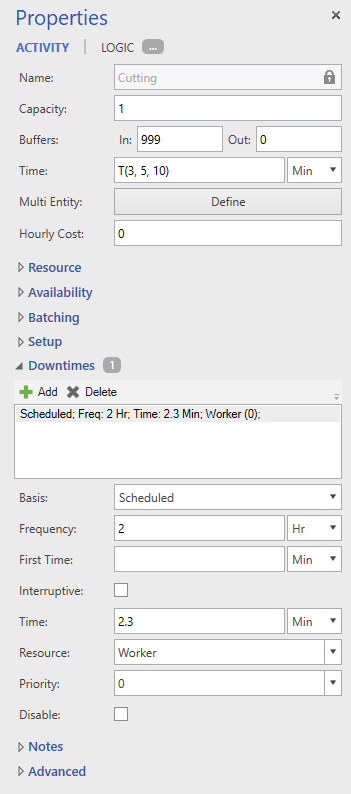 Properties ×
ACTIVITY | LOGIC ...
Name: Cutting
Capacity: 1
Buffers: In: 999 Out: 0
Time: T(3, 5, 10) Min
Multi Entity: Define
Hourly Cost: 0
Resource
Availability
Batching
Setup
Downtimes 1
Add Delete
Scheduled; Freq: 2 Hr; Time: 2.3 Min; Worker (0);
Basis: Scheduled
Frequency: 2 Hr
First Time: Min
Interruptive:
Time: 2.3 Min
Resource: Worker
Priority: 0
Disable:
Notes
Advanced